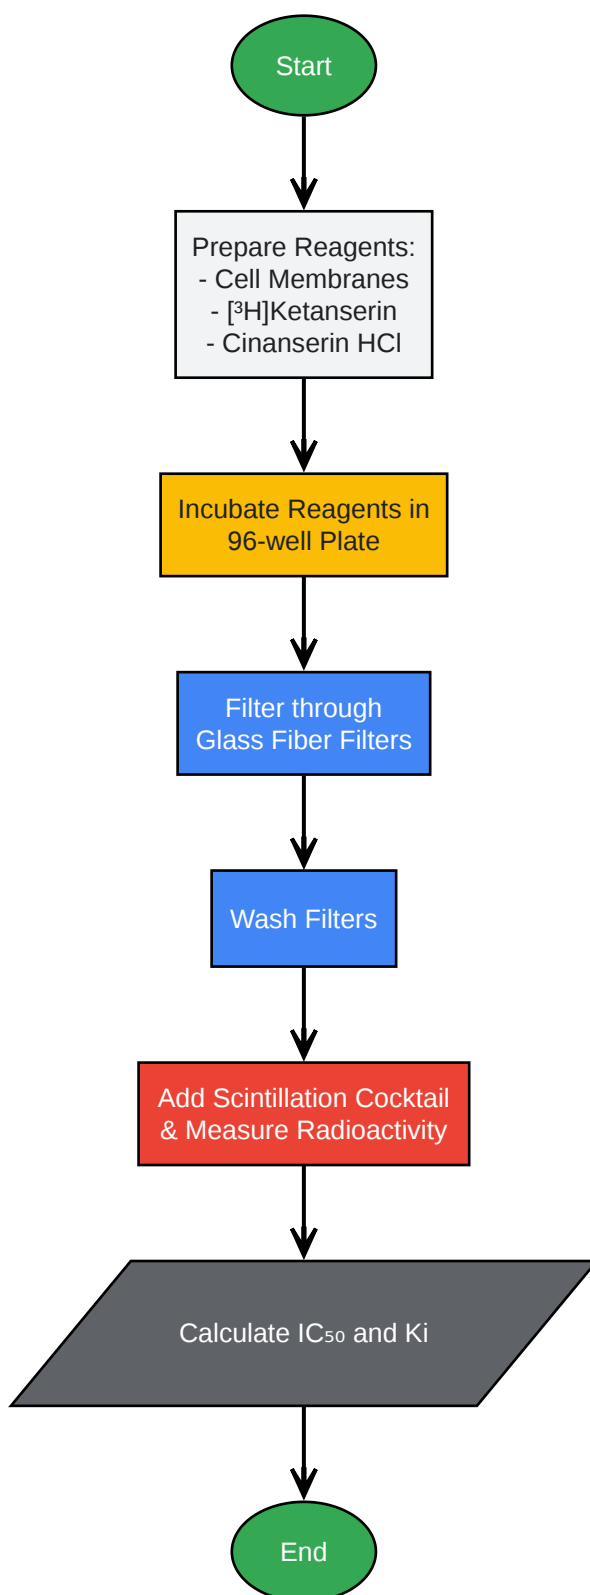 Start
Prepare Reagents:
- Cell Membranes
- [³H]Ketanserin
- Cinanserin HCl
Incubate Reagents in
96-well Plate
Filter through
Glass Fiber Filters
Wash Filters
Add Scintillation Cocktail
& Measure Radioactivity
Calculate IC₅₀ and Ki
End